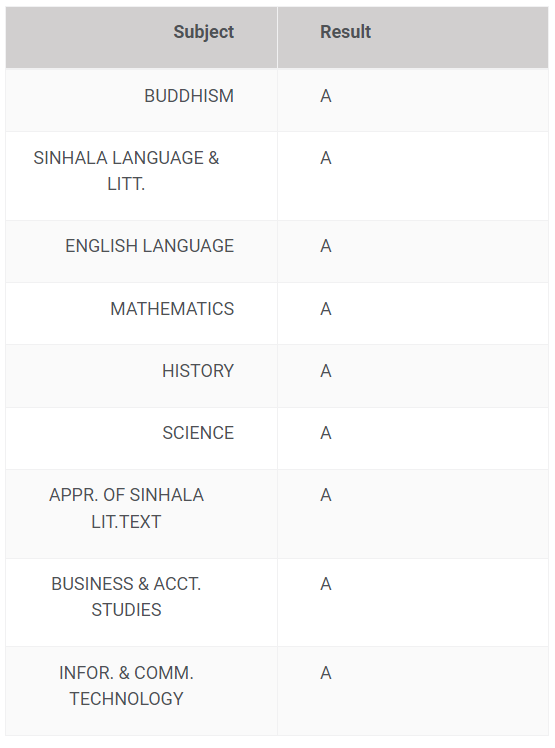 Subject Result
BUDDHISM A
SINHALA LANGUAGE & A
LITT.
ENGLISH LANGUAGE A
MATHEMATICS A
HISTORY A
SCIENCE A
APPR. OF SINHALA A
LIT.TEXT
BUSINESS & ACCT. A
STUDIES
INFOR. & COMM. A
TECHNOLOGY